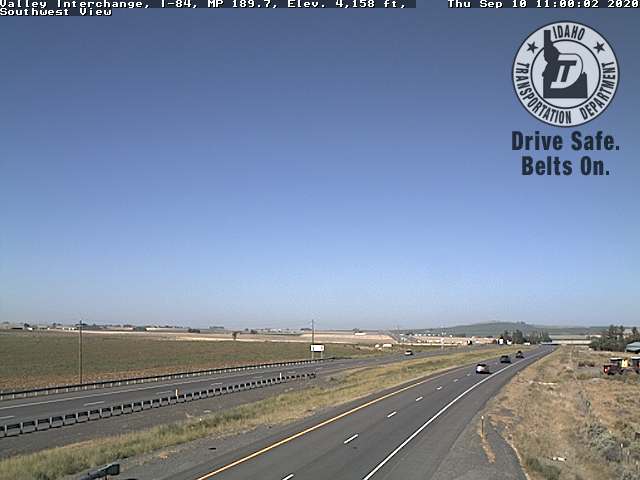 Valley Interchange, I-84, MP 189.7, Elev. 4,158 ft, Thu Sep 10 11:00:02 2020
Southwest View
IDAHO
TRANSPORTATION DEPARTMENT
Drive Safe.
Belts On.